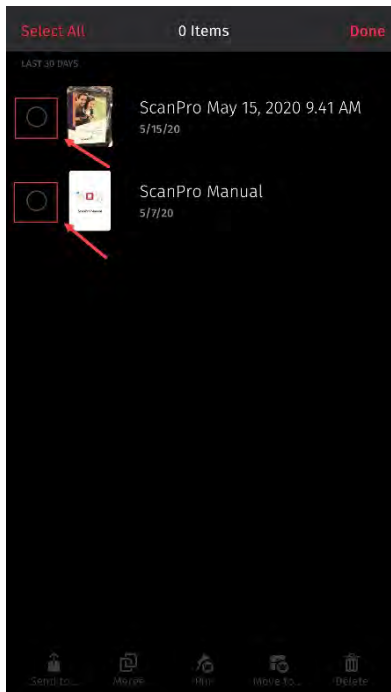 Select All 0 Items Done
LAST 30 DAYS
ScanPro May 15, 2020 9.41 AM
5/15/20
ScanPro Manual
5/7/20
Send to... Merge Pin Move to... Delete